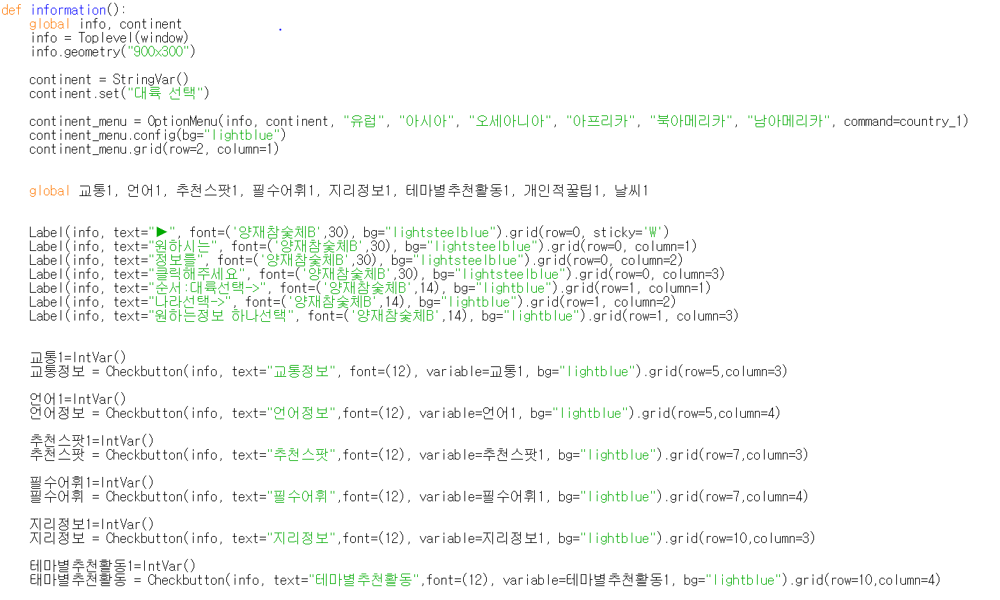 def information():
    global info, continent
    info = Toplevel(window)
    info.geometry("900x300")

    continent = StringVar()
    continent.set("대륙 선택")

    continent_menu = OptionMenu(info, continent, "유럽", "아시아", "오세아니아", "아프리카", "북아메리카", "남아메리카", command=country_1)
    continent_menu.config(bg="lightblue")
    continent_menu.grid(row=2, column=1)

    global 교통1, 언어1, 추천스팟1, 필수어휘1, 지리정보1, 테마별추천활동1, 개인적꿀팁1, 날씨1

    Label(info, text="▶", font=('양재참숯체B',30), bg="lightsteelblue").grid(row=0, sticky='W')
    Label(info, text="원하시는", font=('양재참숯체B',30), bg="lightsteelblue").grid(row=0, column=1)
    Label(info, text="정보를", font=('양재참숯체B',30), bg="lightsteelblue").grid(row=0, column=2)
    Label(info, text="클릭해주세요", font=('양재참숯체B',30), bg="lightsteelblue").grid(row=0, column=3)
    Label(info, text="순서:대륙선택->", font=('양재참숯체B',14), bg="lightblue").grid(row=1, column=1)
    Label(info, text="나라선택->", font=('양재참숯체B',14), bg="lightblue").grid(row=1, column=2)
    Label(info, text="원하는정보 하나선택", font=('양재참숯체B',14), bg="lightblue").grid(row=1, column=3)

    교통1=IntVar()
    교통정보 = Checkbutton(info, text="교통정보", font=(12), variable=교통1, bg="lightblue").grid(row=5,column=3)

    언어1=IntVar()
    언어정보 = Checkbutton(info, text="언어정보",font=(12), variable=언어1, bg="lightblue").grid(row=5,column=4)

    추천스팟1=IntVar()
    추천스팟 = Checkbutton(info, text="추천스팟",font=(12), variable=추천스팟1, bg="lightblue").grid(row=7,column=3)

    필수어휘1=IntVar()
    필수어휘 = Checkbutton(info, text="필수어휘",font=(12), variable=필수어휘1, bg="lightblue").grid(row=7,column=4)

    지리정보1=IntVar()
    지리정보 = Checkbutton(info, text="지리정보",font=(12), variable=지리정보1, bg="lightblue").grid(row=10,column=3)

    테마별추천활동1=IntVar()
    태마별추천활동 = Checkbutton(info, text="테마별추천활동",font=(12), variable=테마별추천활동1, bg="lightblue").grid(row=10,column=4)